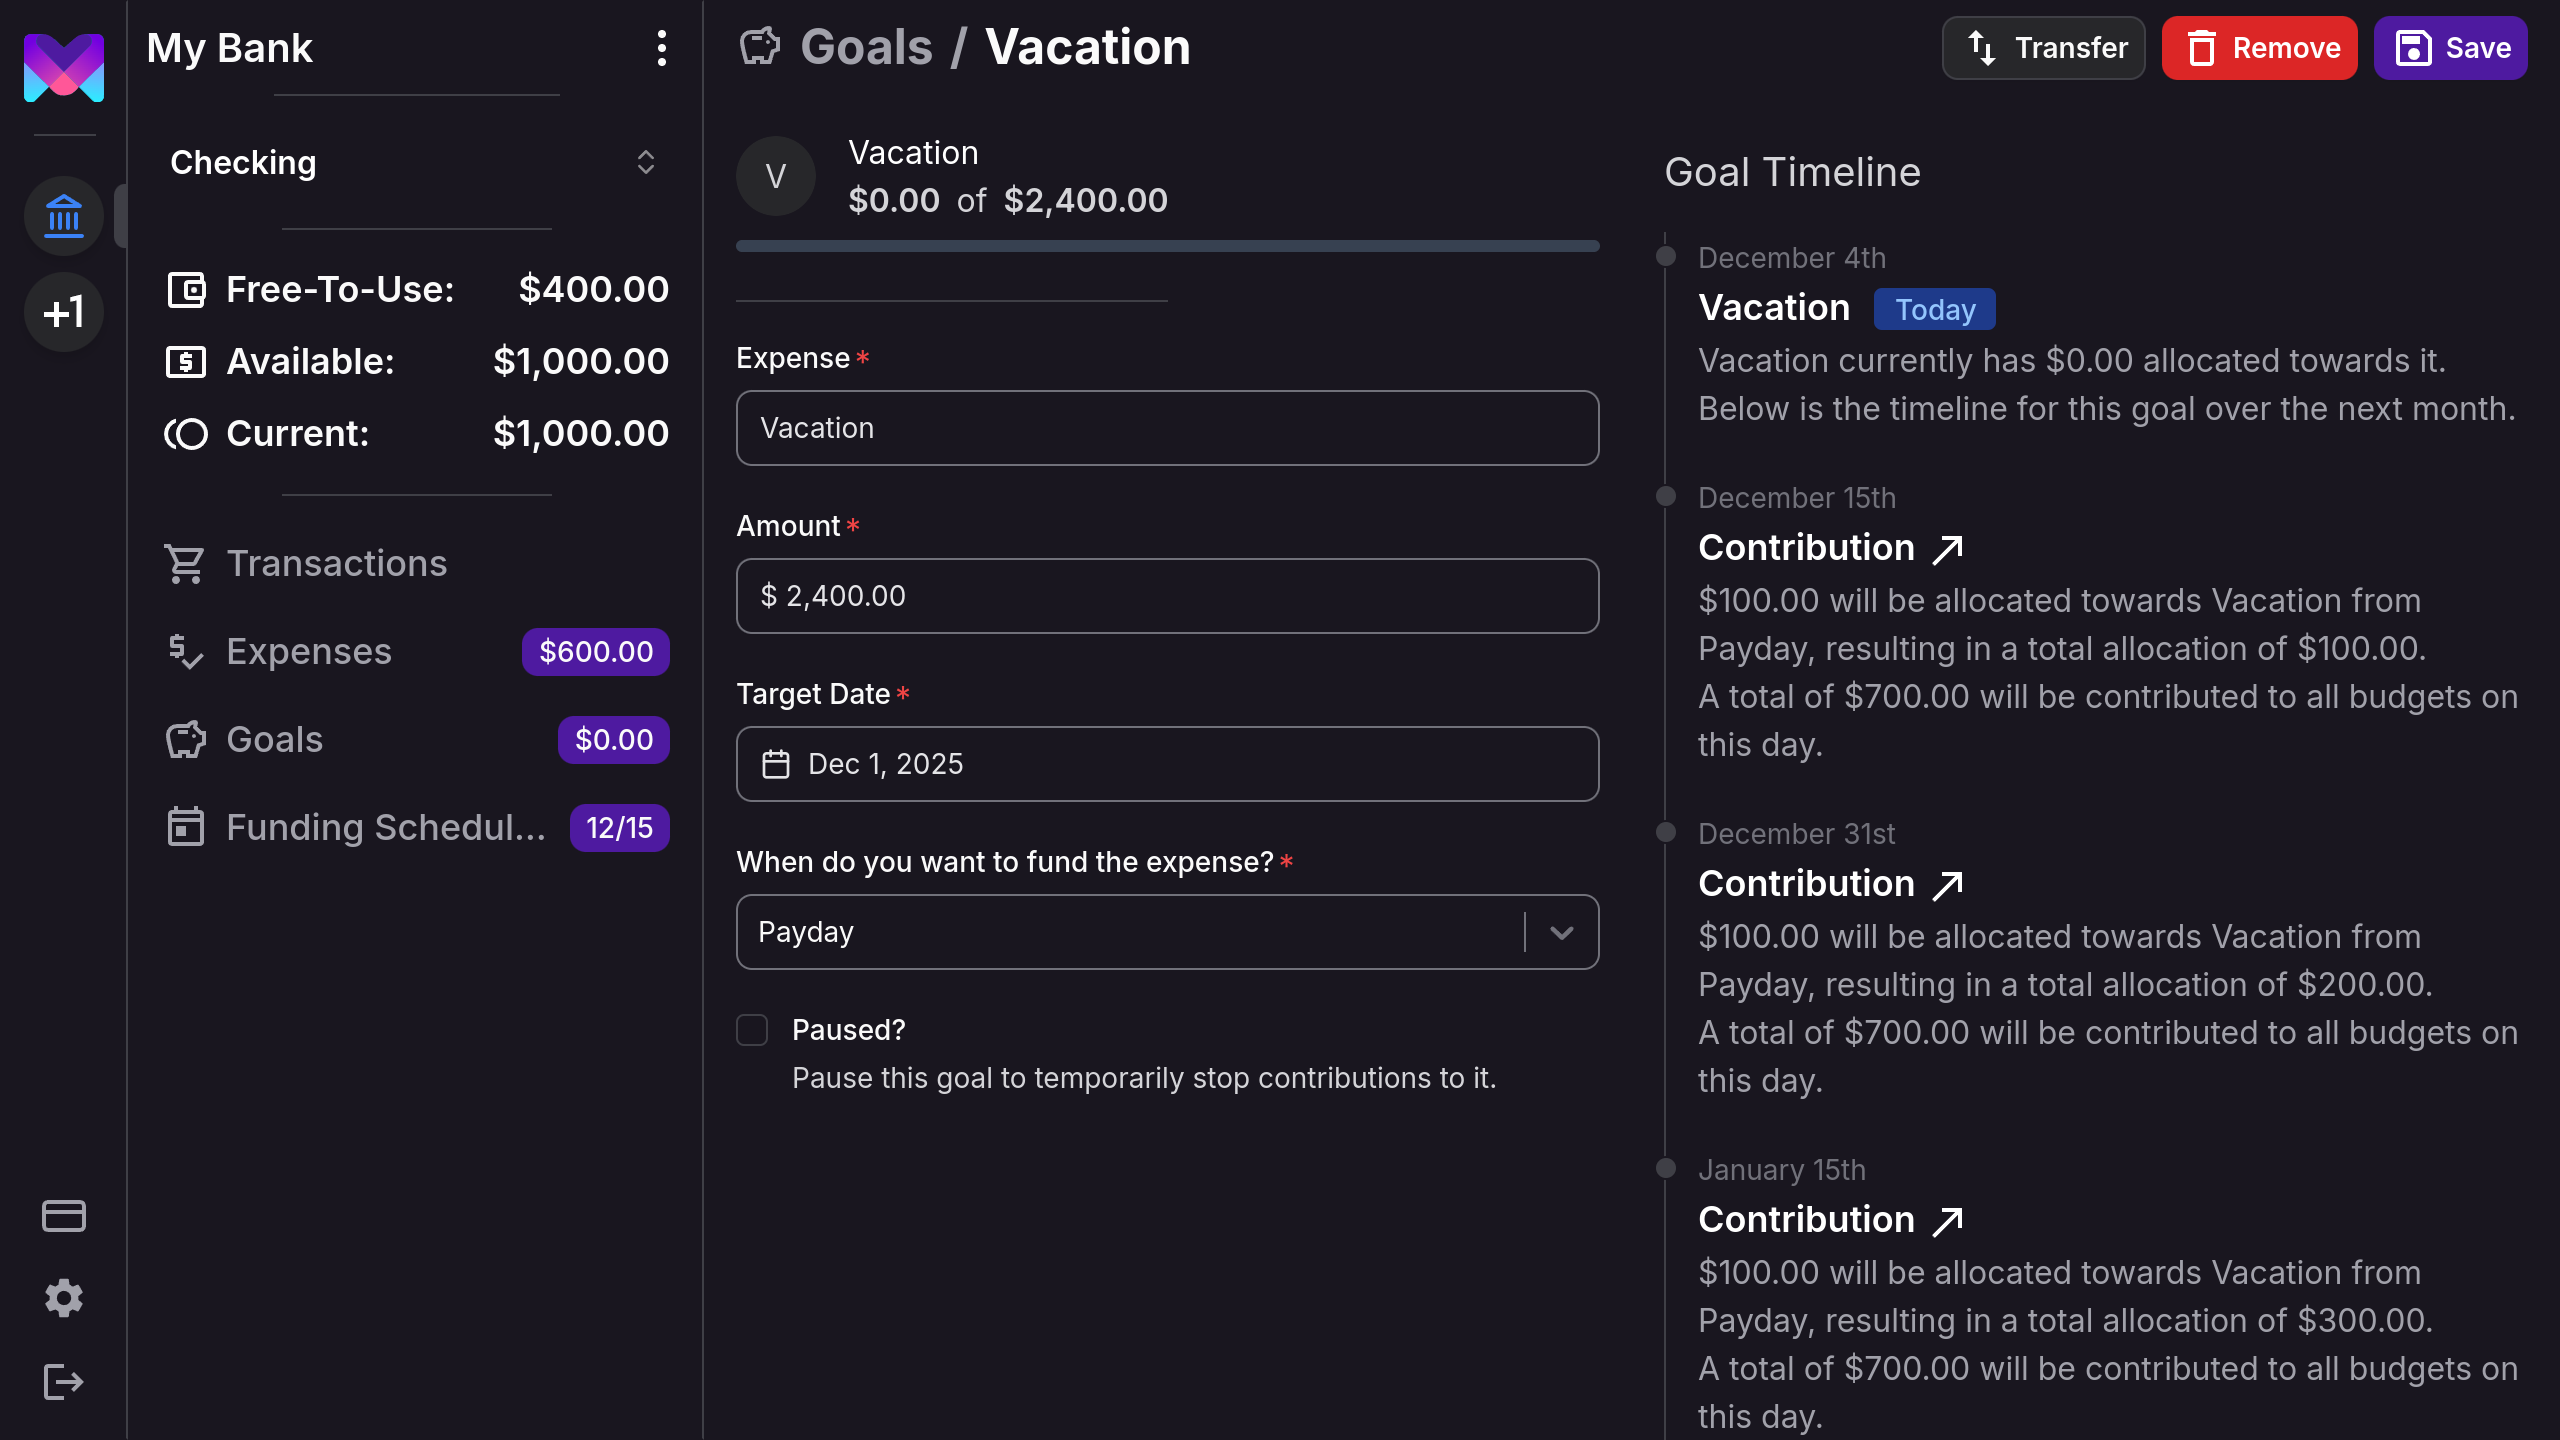 My Bank
Checking
Free-To-Use: $400.00
Available: $1,000.00
Current: $1,000.00
Transactions
Expenses $600.00
Goals $0.00
Funding Schedul... 12/15
+1
Goals / Vacation
Transfer
Remove
Save
V
Vacation
$0.00 of $2,400.00
Expense *
Vacation
Amount *
$ 2,400.00
Target Date *
Dec 1, 2025
When do you want to fund the expense? *
Payday
Paused?
Pause this goal to temporarily stop contributions to it.
Goal Timeline
December 4th
Vacation Today
Vacation currently has $0.00 allocated towards it.
Below is the timeline for this goal over the next month.
December 15th
Contribution
$100.00 will be allocated towards Vacation from
Payday, resulting in a total allocation of $100.00.
A total of $700.00 will be contributed to all budgets on
this day.
December 31st
Contribution
$100.00 will be allocated towards Vacation from
Payday, resulting in a total allocation of $200.00.
A total of $700.00 will be contributed to all budgets on
this day.
January 15th
Contribution
$100.00 will be allocated towards Vacation from
Payday, resulting in a total allocation of $300.00.
A total of $700.00 will be contributed to all budgets on
this day.